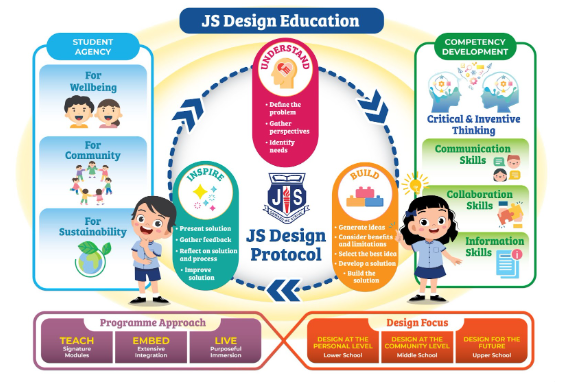 JS Design Education
STUDENT
AGENCY
For
Wellbeing
For
Community
For
Sustainability
UNDERSTAND
• Define the
problem
• Gather
perspectives
• Identify
needs
INSPIRE
• Present solution
• Gather feedback
• Reflect on solution
and process
• Improve
solution
JS
JS Design
Protocol
BUILD
• Generate ideas
• Consider benefits
and limitations
• Select the best idea
• Develop a solution
• Build the
solution
COMPETENCY
DEVELOPMENT
Critical & Inventive
Thinking
Communication
Skills
Collaboration
Skills
Information
Skills
Programme Approach
TEACH
Signature
Modules
EMBED
Extensive
Integration
LIVE
Purposeful
Immersion
Design Focus
DESIGN AT THE
PERSONAL LEVEL
Lower School
DESIGN AT THE
COMMUNITY LEVEL
Middle School
DESIGN FOR THE
FUTURE
Upper School